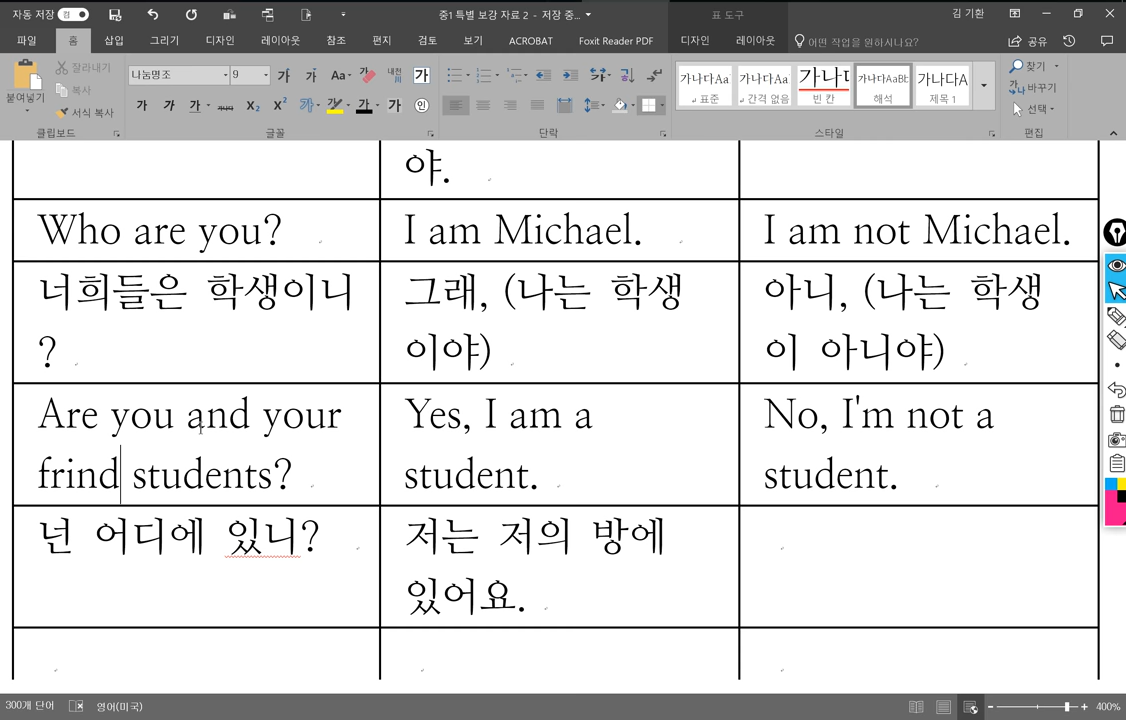 자동 저장 켬 중1 특별 보강 자료 2 - 저장 중... 표 도구 김 기환
파일 홈 삽입 그리기 디자인 레이아웃 참조 편지 검토 보기 ACROBAT Foxit Reader PDF 디자인 레이아웃 어떤 작업을 원하시나요? 공유
붙여넣기 잘라내기 복사 서식 복사
나눔명조 9
가나다Aa 표준
가나다Aa 간격 없음
빈 칸
가나다AaBb 해석
가나다A 제목 1
찾기 바꾸기 선택
클립보드 글꼴 단락 스타일 편집
야.
Who are you? I am Michael. I am not Michael.
너희들은 학생이니 그래, (나는 학생 아니, (나는 학생
? 이야) 이 아니야)
Are you and your Yes, I am a No, I'm not a
frind students? student. student.
넌 어디에 있니? 저는 저의 방에
있어요.
300개 단어 영어(미국) 400%